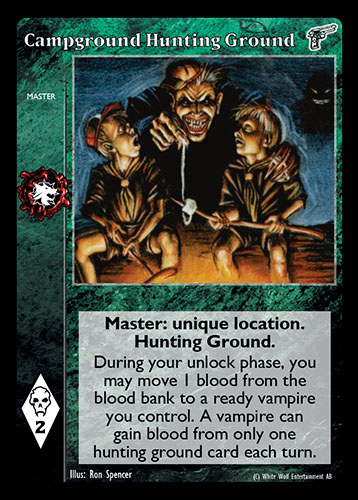 Campground Hunting Ground
MASTER
Master: unique location.
Hunting Ground.
During your unlock phase, you
may move 1 blood from the
blood bank to a ready vampire
you control. A vampire can
gain blood from only one
hunting ground card each turn.
2
Illus: Ron Spencer
(C) White Wolf Entertainment AB